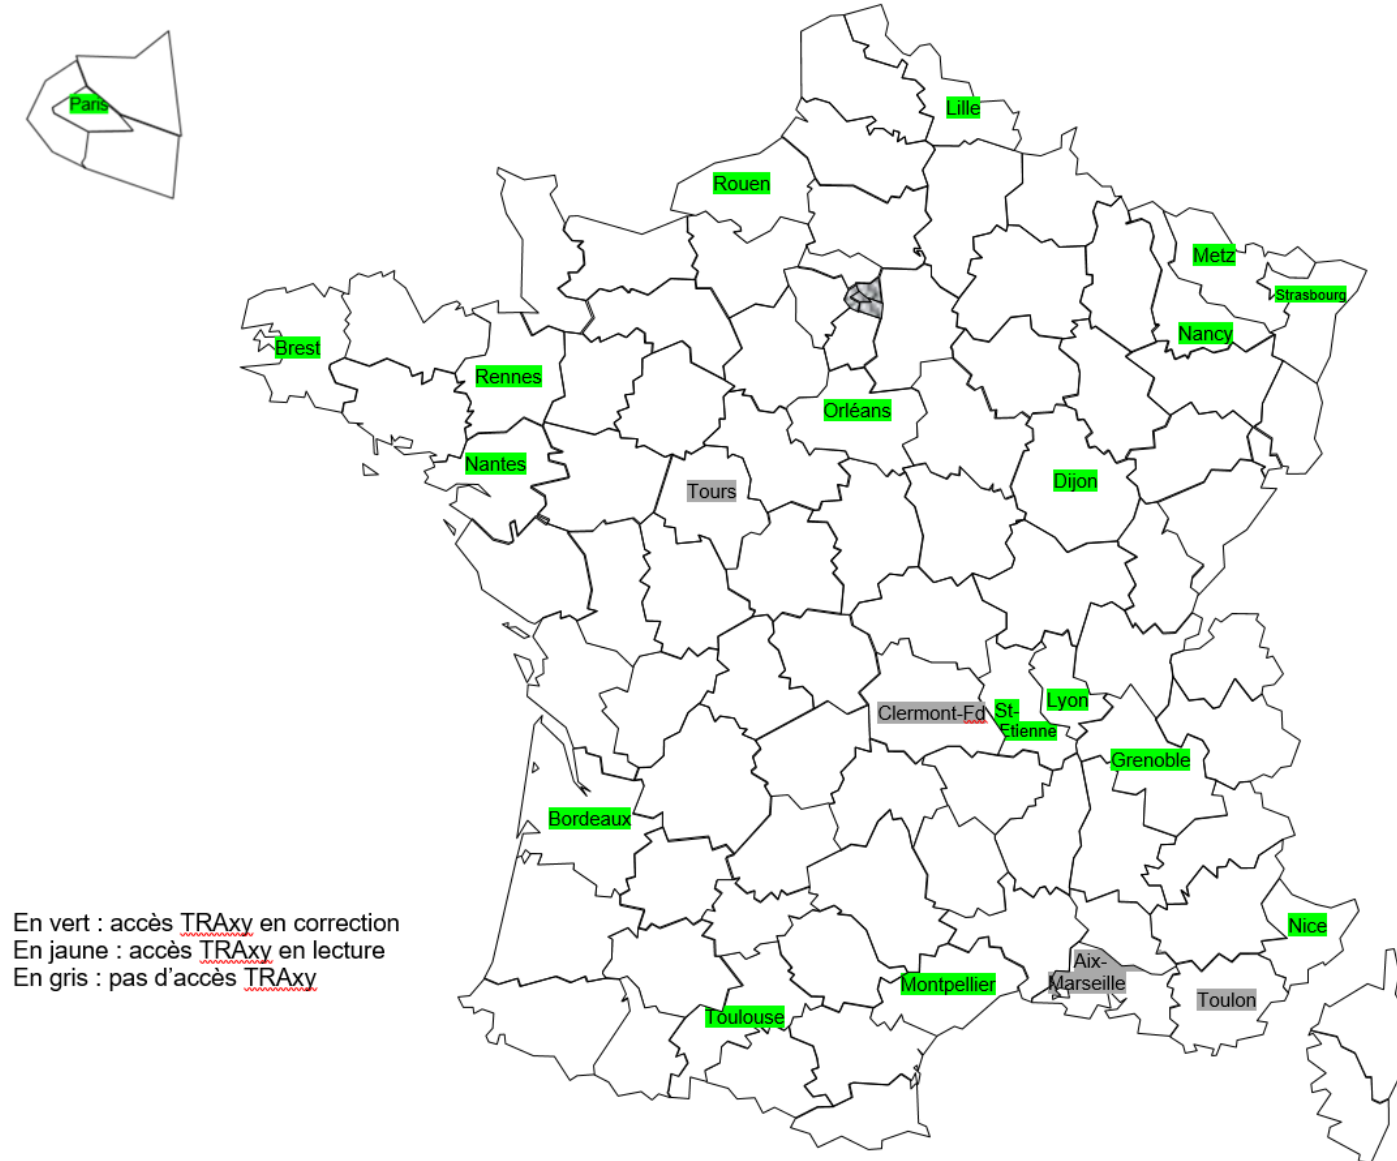 Paris
Lille
Rouen
Metz
Strasbourg
Nancy
Brest
Rennes
Orléans
Nantes
Tours
Dijon
Clermont-Fd
St-
Etienne
Lyon
Grenoble
Bordeaux
En vert : accès TRAxy en correction
En jaune : accès TRAxy en lecture
En gris : pas d'accès TRAxy
Nice
Aix-
Marseille
Montpellier
Toulon
Toulouse